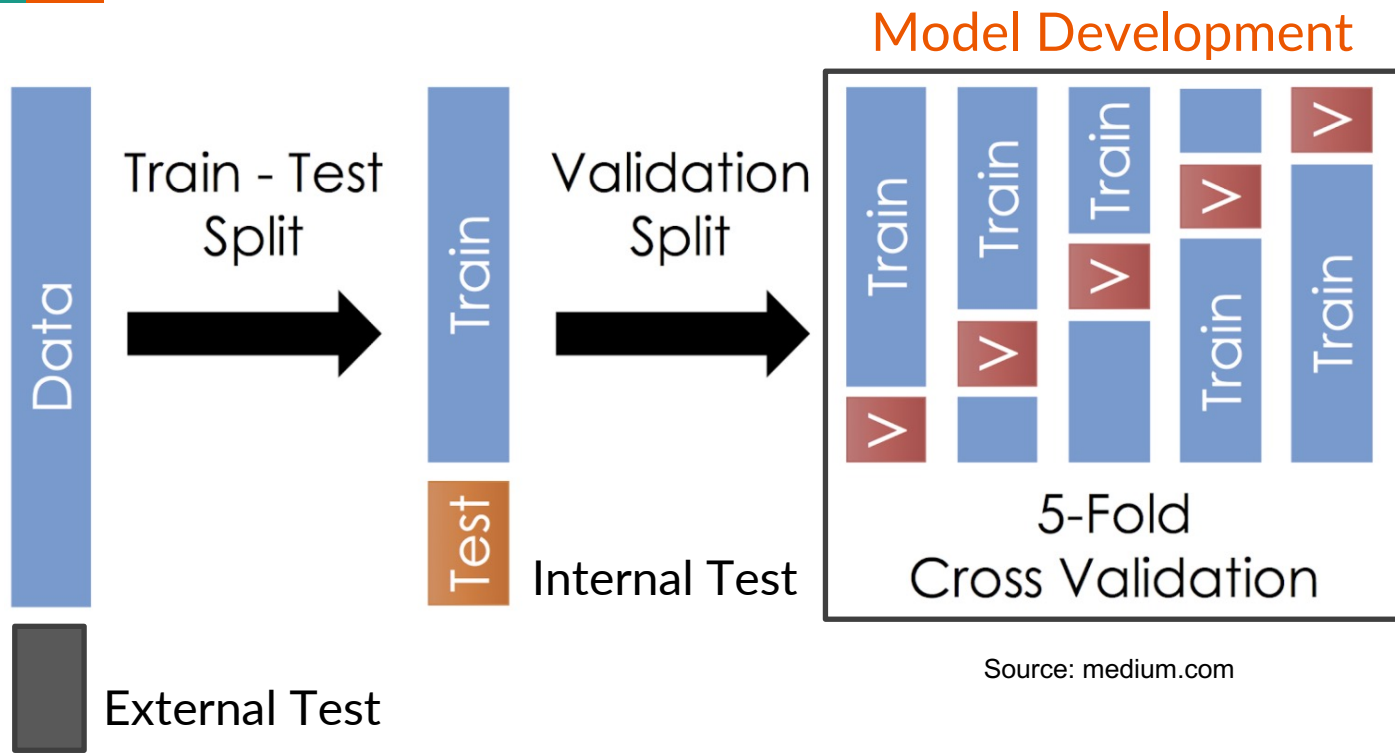 Model Development
Data
Train - Test
Split
Train
Validation
Split
Train
V
Train
V
Train
V
V
Train
V
Train
5-Fold
Cross Validation
Test
Internal Test
Source: medium.com
External Test